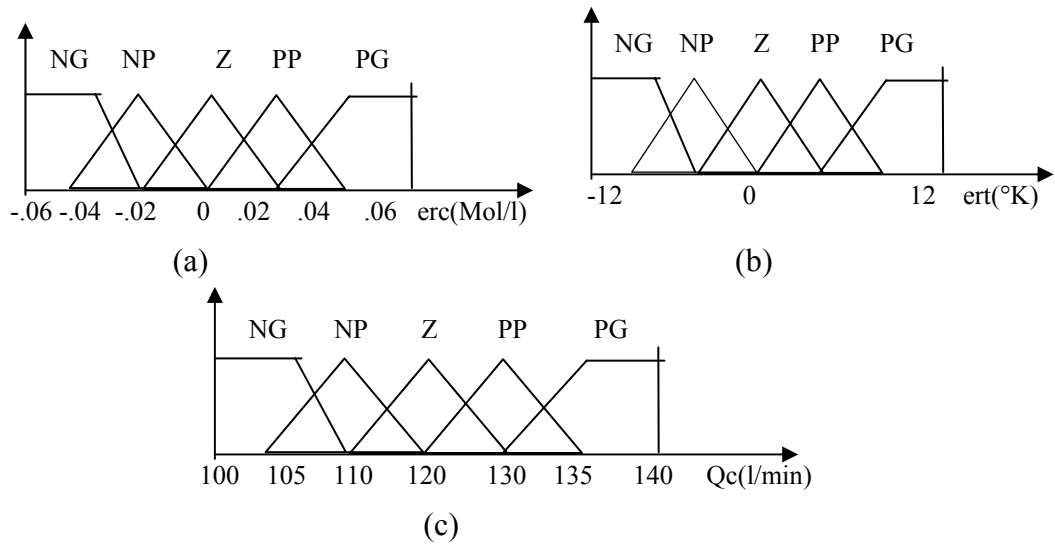 NG NP Z PP PG
-.06 -.04 -.02 0 .02 .04 .06 erc(Mol/l)
(a)
NG NP Z PP PG
-12 0 12 ert(°K)
(b)
NG NP Z PP PG
100 105 110 120 130 135 140 Qc(l/min)
(c)